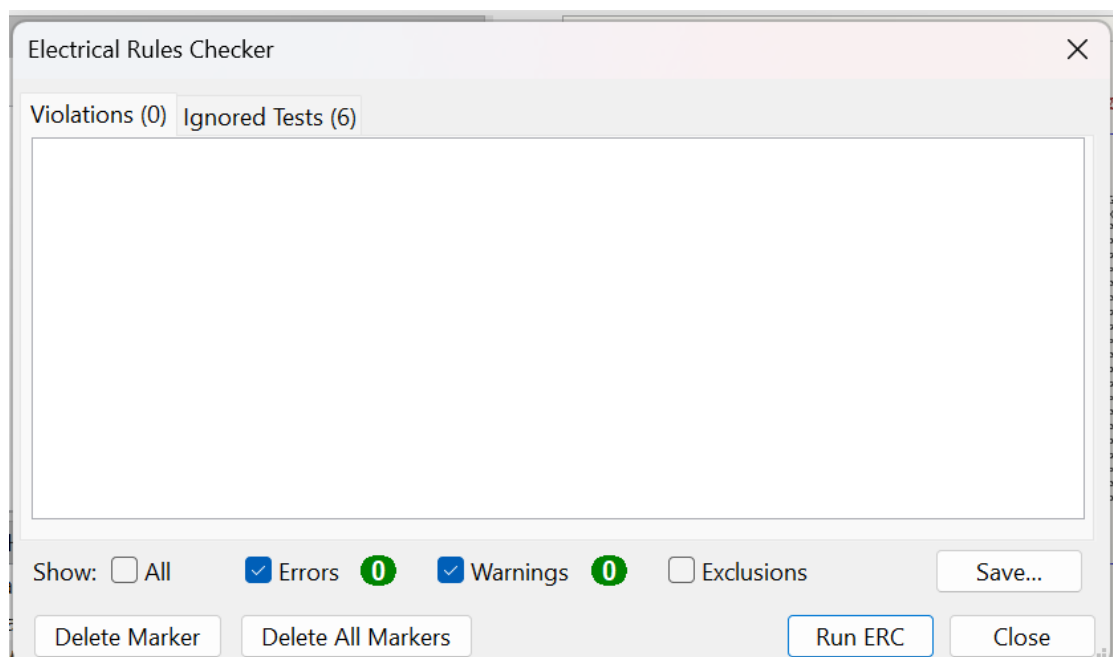 Electrical Rules Checker
Violations (0) Ignored Tests (6)
Show: All Errors 0 Warnings 0 Exclusions Save...
Delete Marker Delete All Markers Run ERC Close